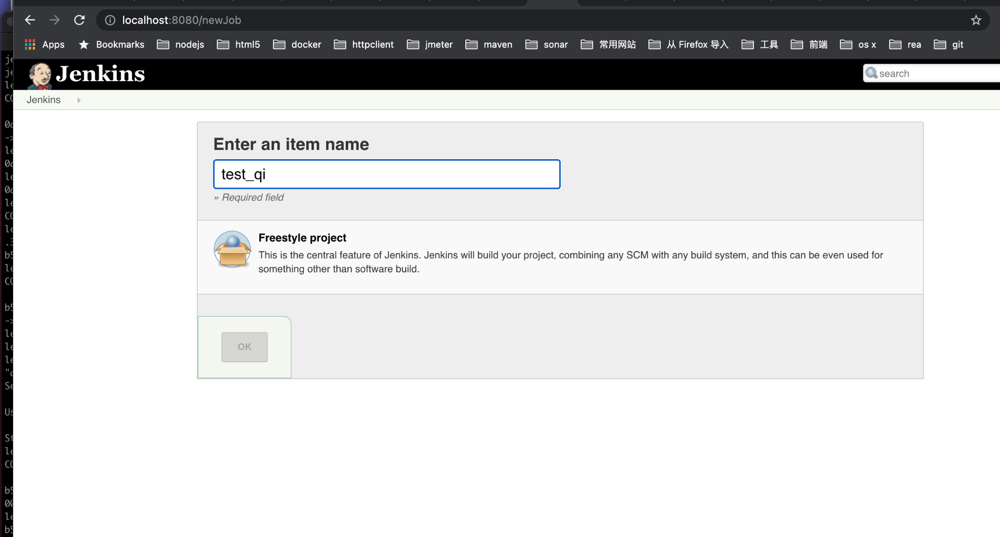 localhost:8080/newJob
Apps Bookmarks nodejs html5 docker httpclient jmeter maven sonar 常用网站 从 Firefox 导入 工具 前端 os x rea git
Jenkins
search
Jenkins
Enter an item name
test_qi
» Required field
Freestyle project
This is the central feature of Jenkins. Jenkins will build your project, combining any SCM with any build system, and this can be even used for
something other than software build.
OK